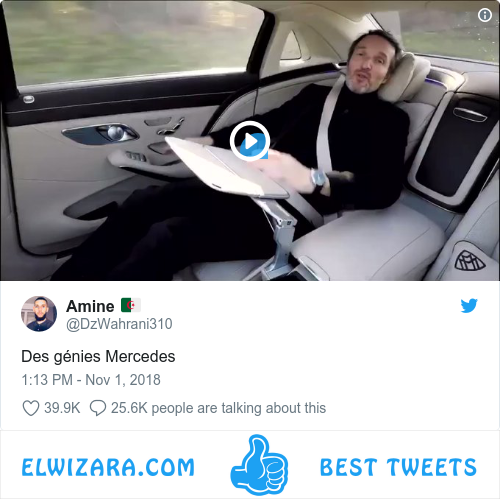 Amine
@DzWahrani310
Des génies Mercedes
1:13 PM - Nov 1, 2018
39.9K 25.6K people are talking about this
ELWIZARA.COM BEST TWEETS